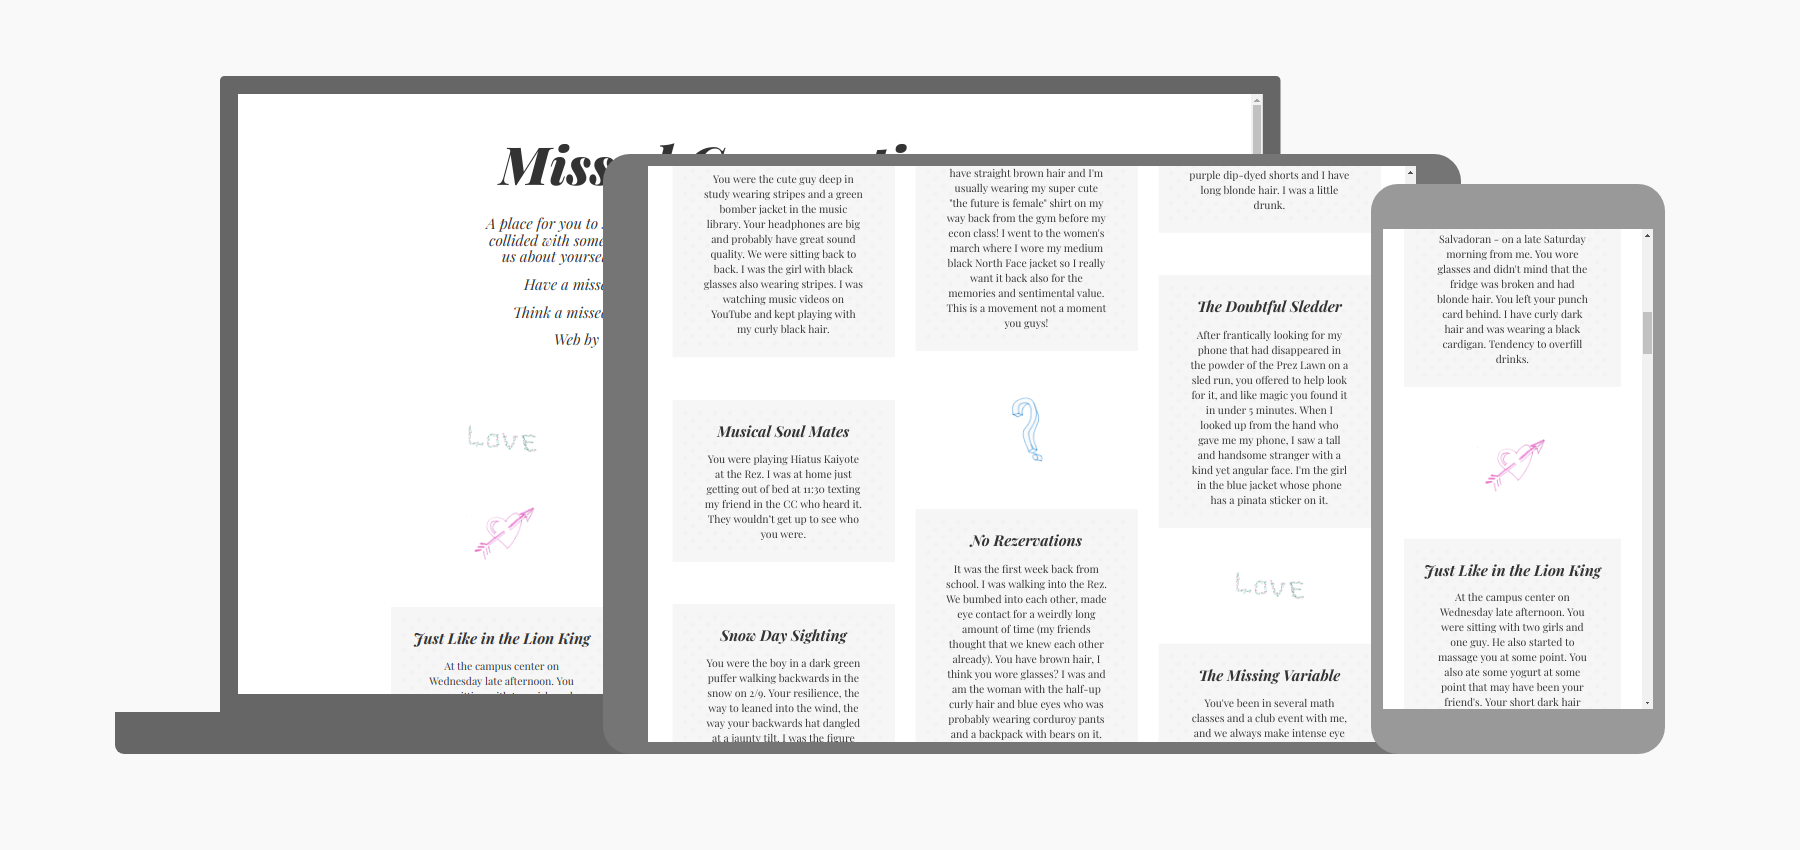 Miss
A place for you to
collided with some
us about yoursel
Have a misse
Think a missed
Web by
LOVE
Just Like in the Lion King
At the campus center on
Wednesday late afternoon. You
You were the cute guy deep in
study wearing stripes and a green
bomber jacket in the music
library. Your headphones are big
and probably have great sound
quality. We were sitting back to
back. I was the girl with black
glasses also wearing stripes. I was
watching music videos on
YouTube and kept playing with
my curly black hair.
Musical Soul Mates
You were playing Hiatus Kaiyote
at the Rez. I was at home just
getting out of bed at 11:30 texting
my friend in the CC who heard it.
They wouldn't get up to see who
you were.
Snow Day Sighting
You were the boy in a dark green
puffer walking backwards in the
snow on 2/9. Your resilience, the
way to leaned into the wind, the
way your backwards hat dangled
at a jaunty tilt. I was the figure
have straight brown hair and I'm
usually wearing my super cute
"the future is female" shirt on my
way back from the gym before my
econ class! I went to the women's
march where I wore my medium
black North Face jacket so I really
want it back also for the
memories and sentimental value.
This is a movement not a moment
you guys!
?
No Rezervations
It was the first week back from
school. I was walking into the Rez.
We bumbed into each other, made
eye contact for a weirdly long
amount of time (my friends
thought that we knew each other
already). You have brown hair, I
think you wore glasses? I was and
am the woman with the half-up
curly hair and blue eyes who was
probably wearing corduroy pants
and a backpack with bears on it.
purple dip-dyed shorts and I have
long blonde hair. I was a little
drunk.
The Doubtful Sledder
After frantically looking for my
phone that had disappeared in
the powder of the Prez Lawn on a
sled run, you offered to help look
for it, and like magic you found it
in under 5 minutes. When I
looked up from the hand who
gave me my phone, I saw a tall
and handsome stranger with a
kind yet angular face. I'm the girl
in the blue jacket whose phone
has a pinata sticker on it.
LOVE
The Missing Variable
You've been in several math
classes and a club event with me,
and we always make intense eye
Salvadoran - on a late Saturday
morning from me. You wore
glasses and didn't mind that the
fridge was broken and had
blonde hair. You left your punch
card behind. I have curly dark
hair and was wearing a black
cardigan. Tendency to overfill
drinks.
Just Like in the Lion King
At the campus center on
Wednesday late afternoon. You
were sitting with two girls and
one guy. He also started to
massage you at some point. You
also ate some yogurt at some
point that may have been your
friend's. Your short dark hair